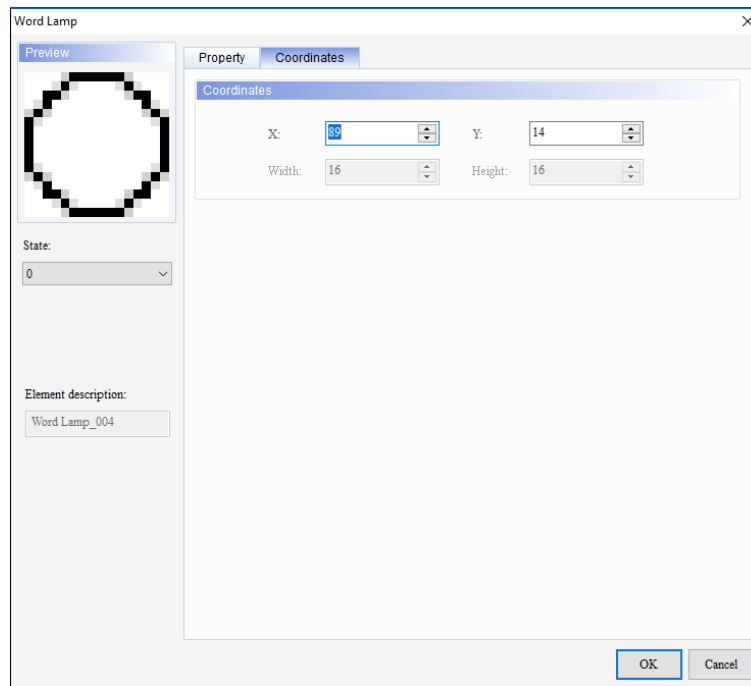 Word Lamp
Preview
Property Coordinates
Coordinates
X: 89 Y: 14
Width: 16 Height: 16
State:
0
Element description:
Word Lamp_004
OK Cancel